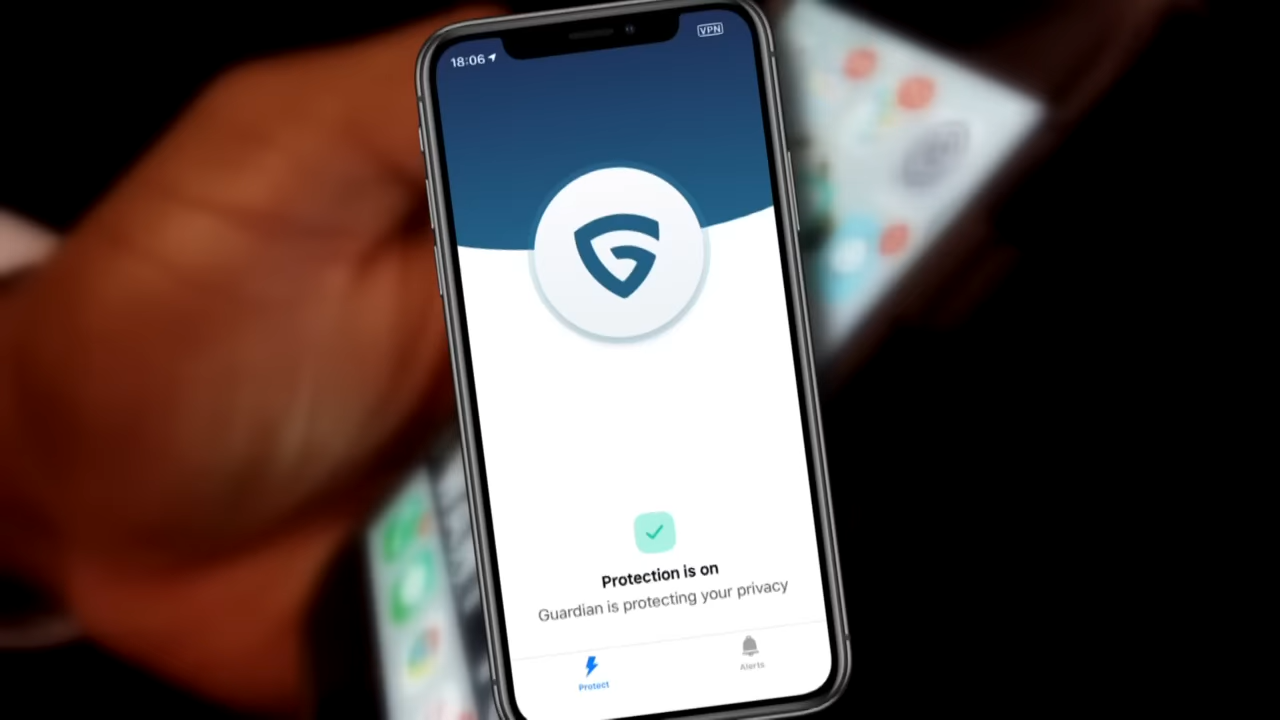 18:06
VPN
Protection is on
Guardian is protecting your privacy
Protect
Alerts